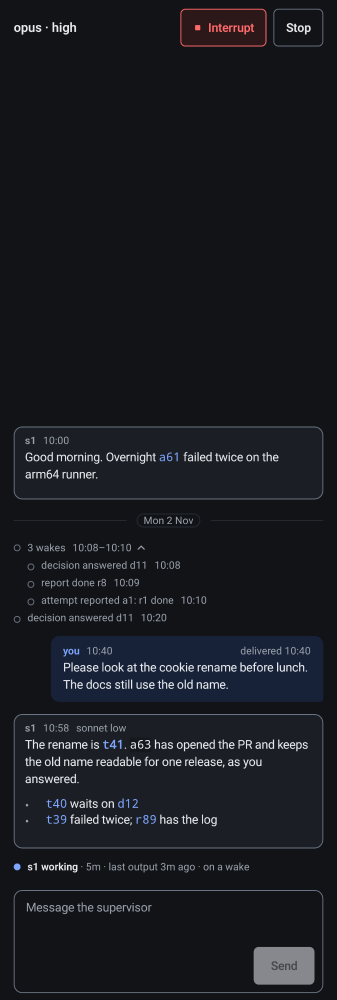 opus · high
Interrupt
Stop
s1 10:00
Good morning. Overnight a61 failed twice on the
arm64 runner.
Mon 2 Nov
3 wakes 10:08–10:10
decision answered d11 10:08
report done r8 10:09
attempt reported a1: r1 done 10:10
decision answered d11 10:20
you 10:40 delivered 10:40
Please look at the cookie rename before lunch.
The docs still use the old name.
s1 10:58 sonnet low
The rename is t41. a63 has opened the PR and keeps
the old name readable for one release, as you
answered.
• t40 waits on d12
• t39 failed twice; r89 has the log
s1 working · 5m · last output 3m ago · on a wake
Message the supervisor
Send